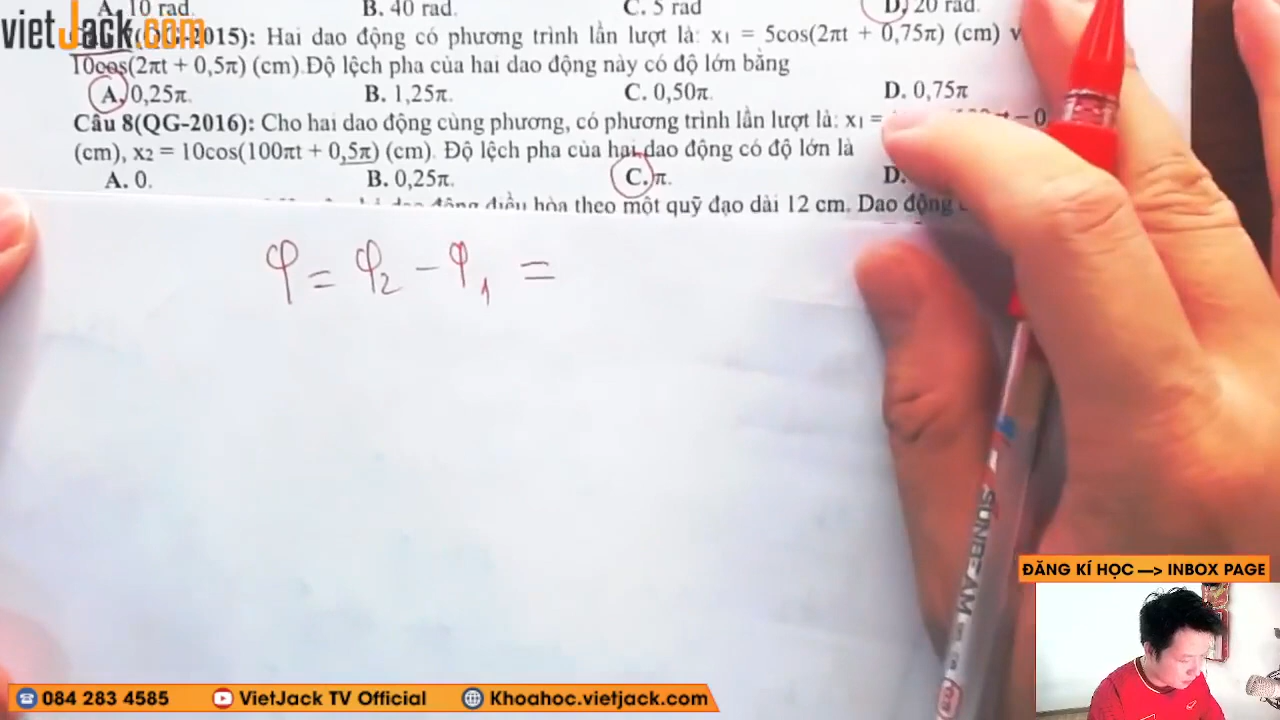 A. 10 rad. B. 40 rad. C. 5 rad D. 20 rad.
vietJack.com
(QG-2015): Hai dao động có phương trình lần lượt là: x₁ = 5cos(2πt + 0,75π) (cm) v
10cos(2πt + 0,5π) (cm).Độ lệch pha của hai dao động này có độ lớn bằng
A. 0,25π. B. 1,25π. C. 0,50π. D. 0,75π
Câu 8(QG-2016): Cho hai dao động cùng phương, có phương trình lần lượt là: x₁ = - 0
(cm), x₂ = 10cos(100πt + 0,5π) (cm). Độ lệch pha của hai dao động có độ lớn là
A. 0. B. 0,25π. C. π. D.
động điều hòa theo một quỹ đạo dài 12 cm. Dao động
φ = φ₂ - φ₁ =
SUNBEAM
ĐĂNG KÍ HỌC —> INBOX PAGE
084 283 4585 VietJack TV Official Khoahoc.vietjack.com